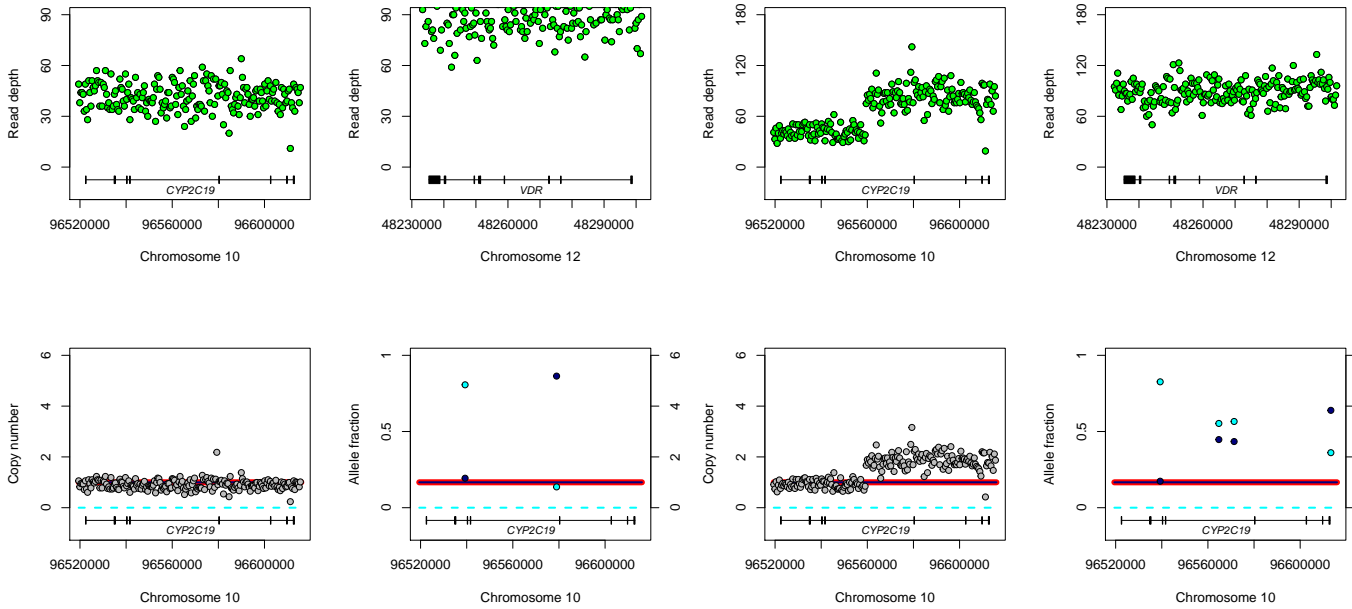 90
60
30
0
Read depth
CYP2C19
96520000 96560000 96600000
Chromosome 10
90
60
30
0
Read depth
VDR
48230000 48260000 48290000
Chromosome 12
180
120
60
0
Read depth
CYP2C19
96520000 96560000 96600000
Chromosome 10
180
120
60
0
Read depth
VDR
48230000 48260000 48290000
Chromosome 12
6
4
2
0
Copy number
CYP2C19
96520000 96560000 96600000
Chromosome 10
1
0.5
0
Allele fraction
6
4
2
0
CYP2C19
96520000 96560000 96600000
Chromosome 10
6
4
2
0
Copy number
CYP2C19
96520000 96560000 96600000
Chromosome 10
1
0.5
0
Allele fraction
CYP2C19
96520000 96560000 96600000
Chromosome 10